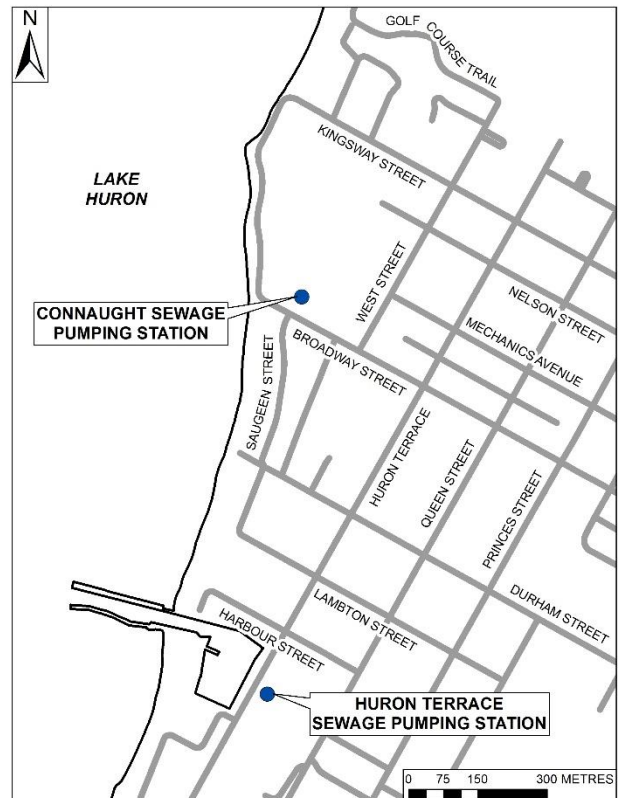 N
GOLF COURSE TRAIL
KINGSWAY STREET
LAKE
HURON
WEST STREET
NELSON STREET
CONNAUGHT SEWAGE
PUMPING STATION
MECHANICS AVENUE
BROADWAY STREET
SAUGEEN STREET
HURON TERRACE
QUEEN STREET
PRINCES STREET
DURHAM STREET
LAMBTON STREET
HARBOUR STREET
HURON TERRACE
SEWAGE PUMPING STATION
0 75 150 300 METRES